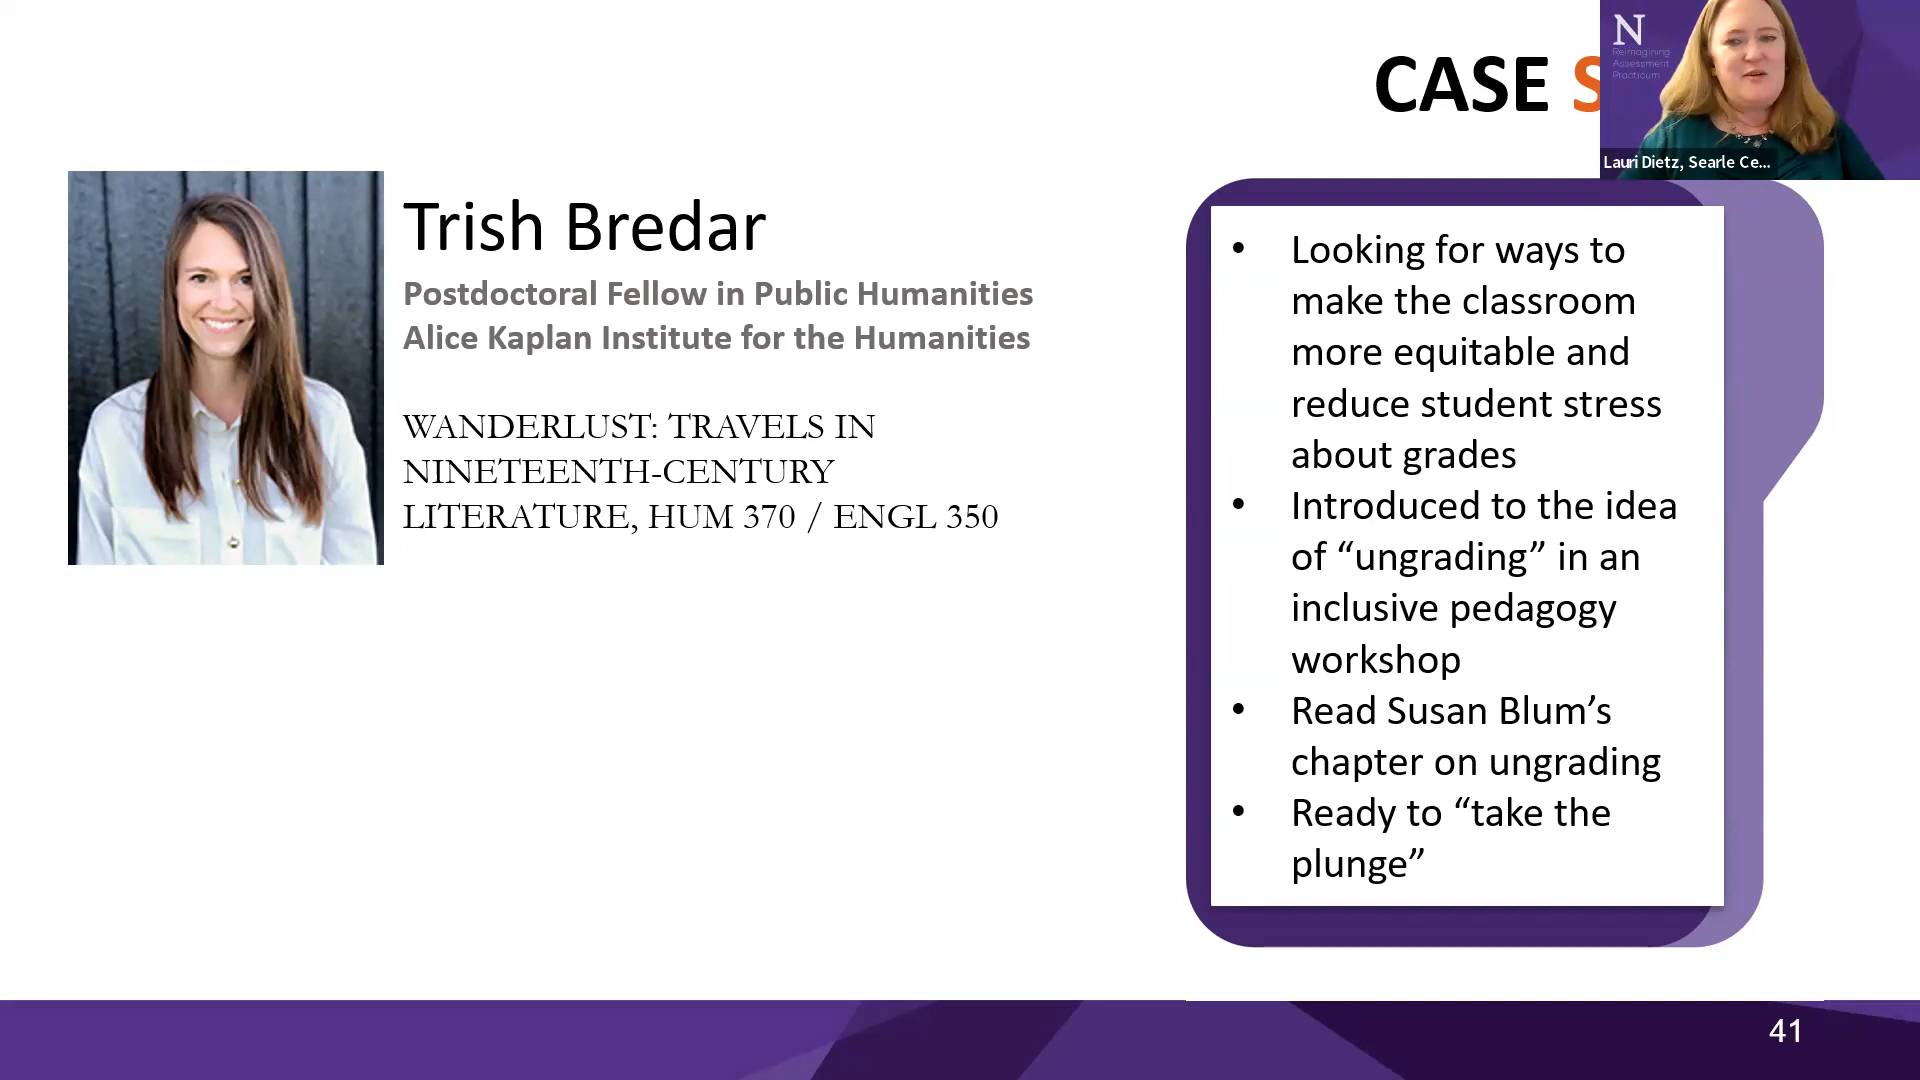 CASE S
N
Reimagining
Assessment
Practicum
Lauri Dietz, Searle Ce...
Trish Bredar
Postdoctoral Fellow in Public Humanities
Alice Kaplan Institute for the Humanities
WANDERLUST: TRAVELS IN
NINETEENTH-CENTURY
LITERATURE, HUM 370 / ENGL 350
• Looking for ways to
make the classroom
more equitable and
reduce student stress
about grades
• Introduced to the idea
of “ungrading” in an
inclusive pedagogy
workshop
• Read Susan Blum’s
chapter on ungrading
• Ready to “take the
plunge”
41